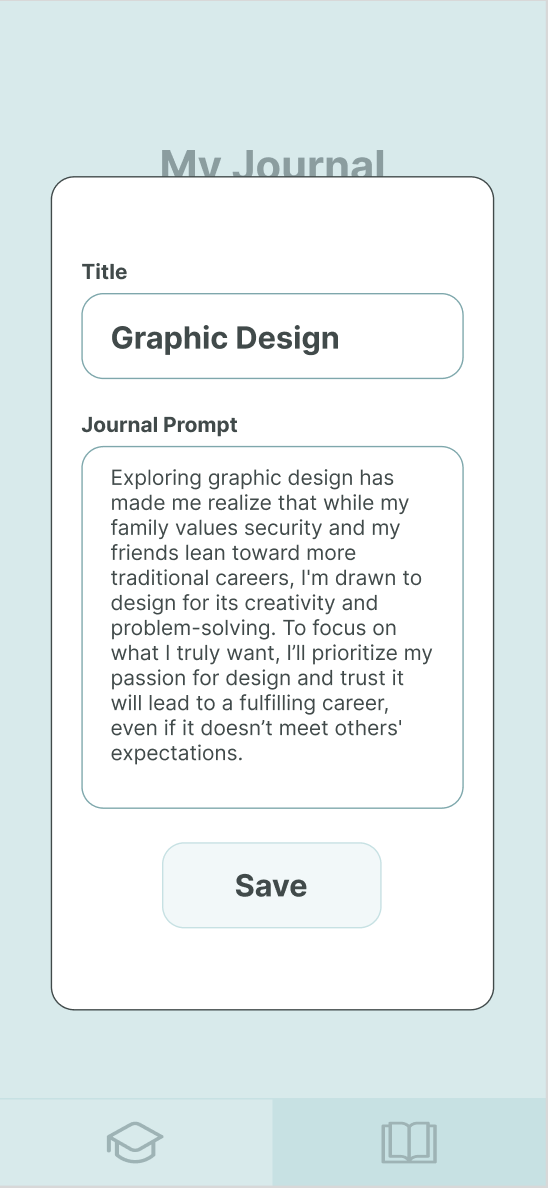 My Journal
Title
Graphic Design
Journal Prompt
Exploring graphic design has
made me realize that while my
family values security and my
friends lean toward more
traditional careers, I'm drawn to
design for its creativity and
problem-solving. To focus on
what I truly want, I’ll prioritize my
passion for design and trust it
will lead to a fulfilling career,
even if it doesn’t meet others'
expectations.
Save